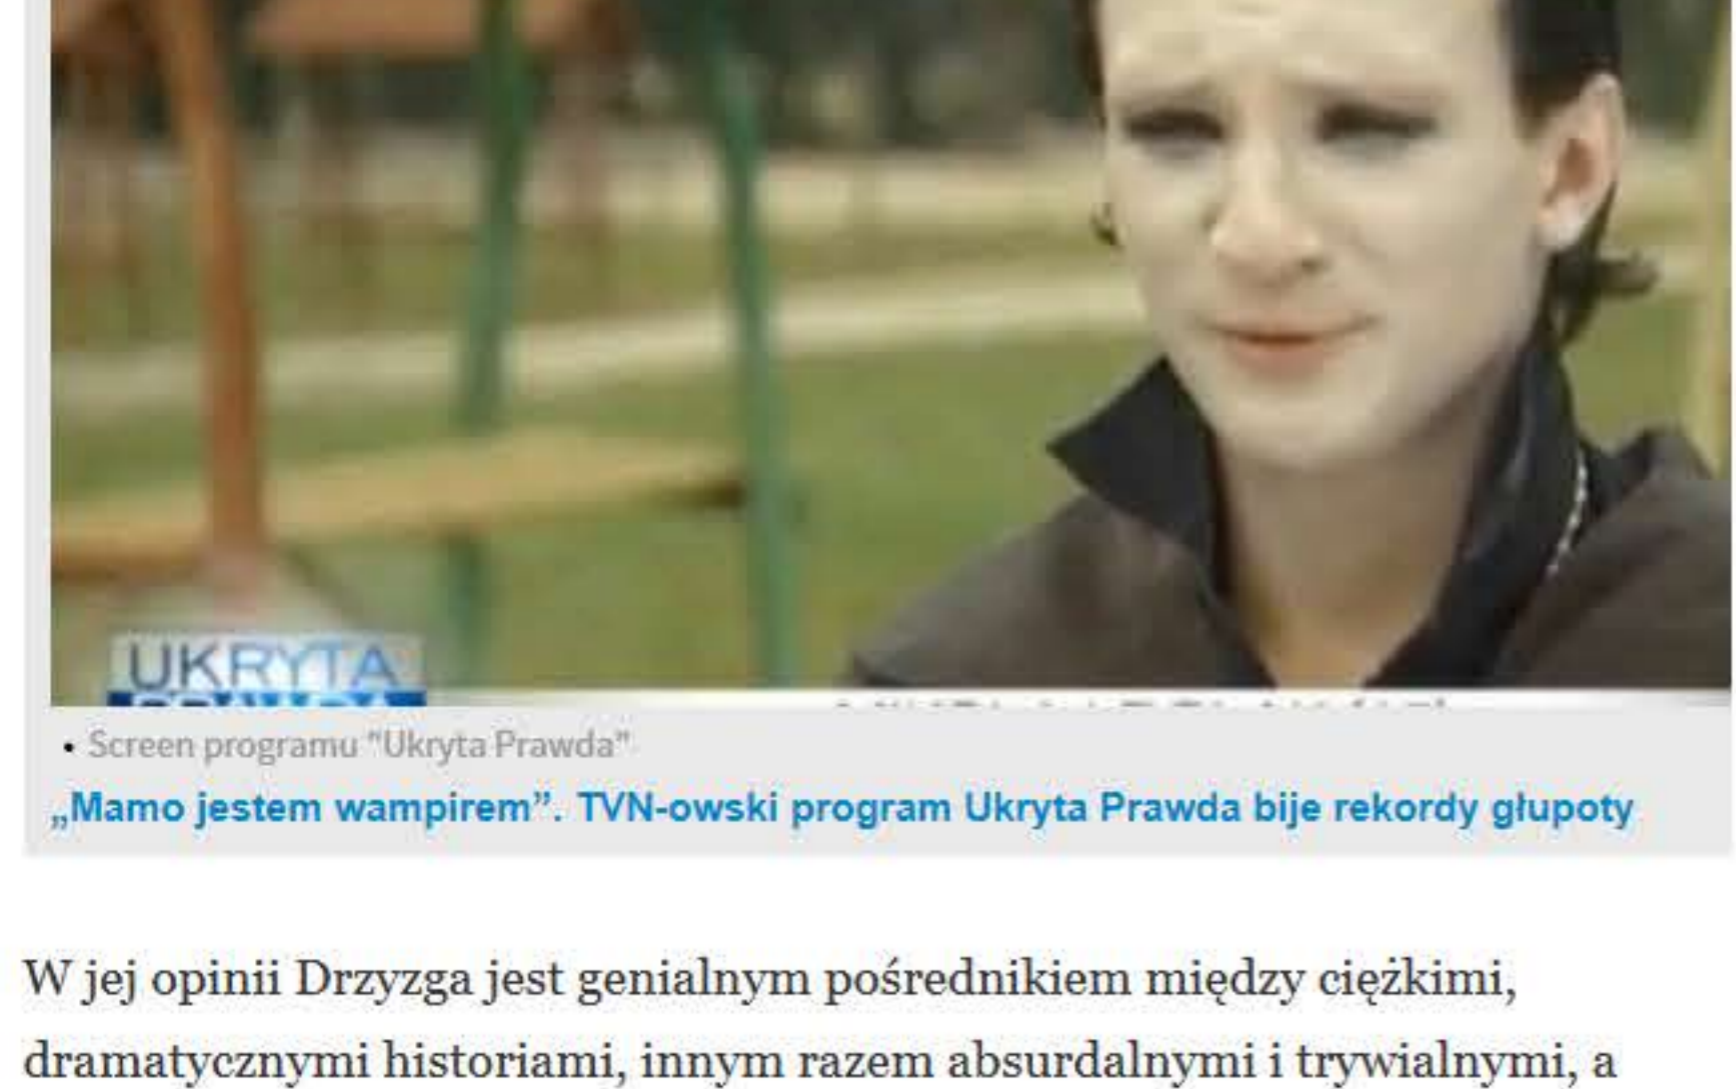 UKRYTA
• Screen programu "Ukryta Prawda"
„Mamo jestem wampirem”. TVN-owski program Ukryta Prawda bije rekordy głupoty
W jej opinii Drzyzga jest genialnym pośrednikiem między ciężkimi,
dramatycznymi historiami, innym razem absurdalnymi i trywialnymi, a